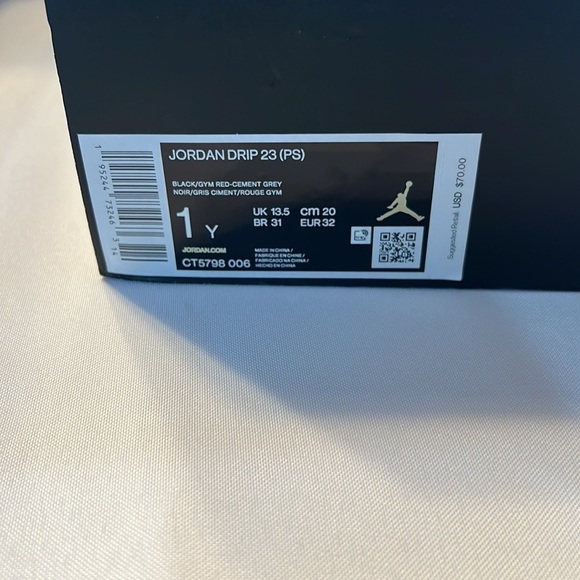 JORDAN DRIP 23 (PS)
BLACK/GYM RED-CEMENT GREY
NOIR/GRIS CIMENT/ROUGE GYM
1 Y
UK 13.5 cm 20
BR 31 EUR 32
JORDAN.COM
CT5798 006
MADE IN CHINA /
FABRIQUE EN CHINE /
FABRICADO NA CHINA /
HECHO EN CHINA
Suggested Retail USD $70.00